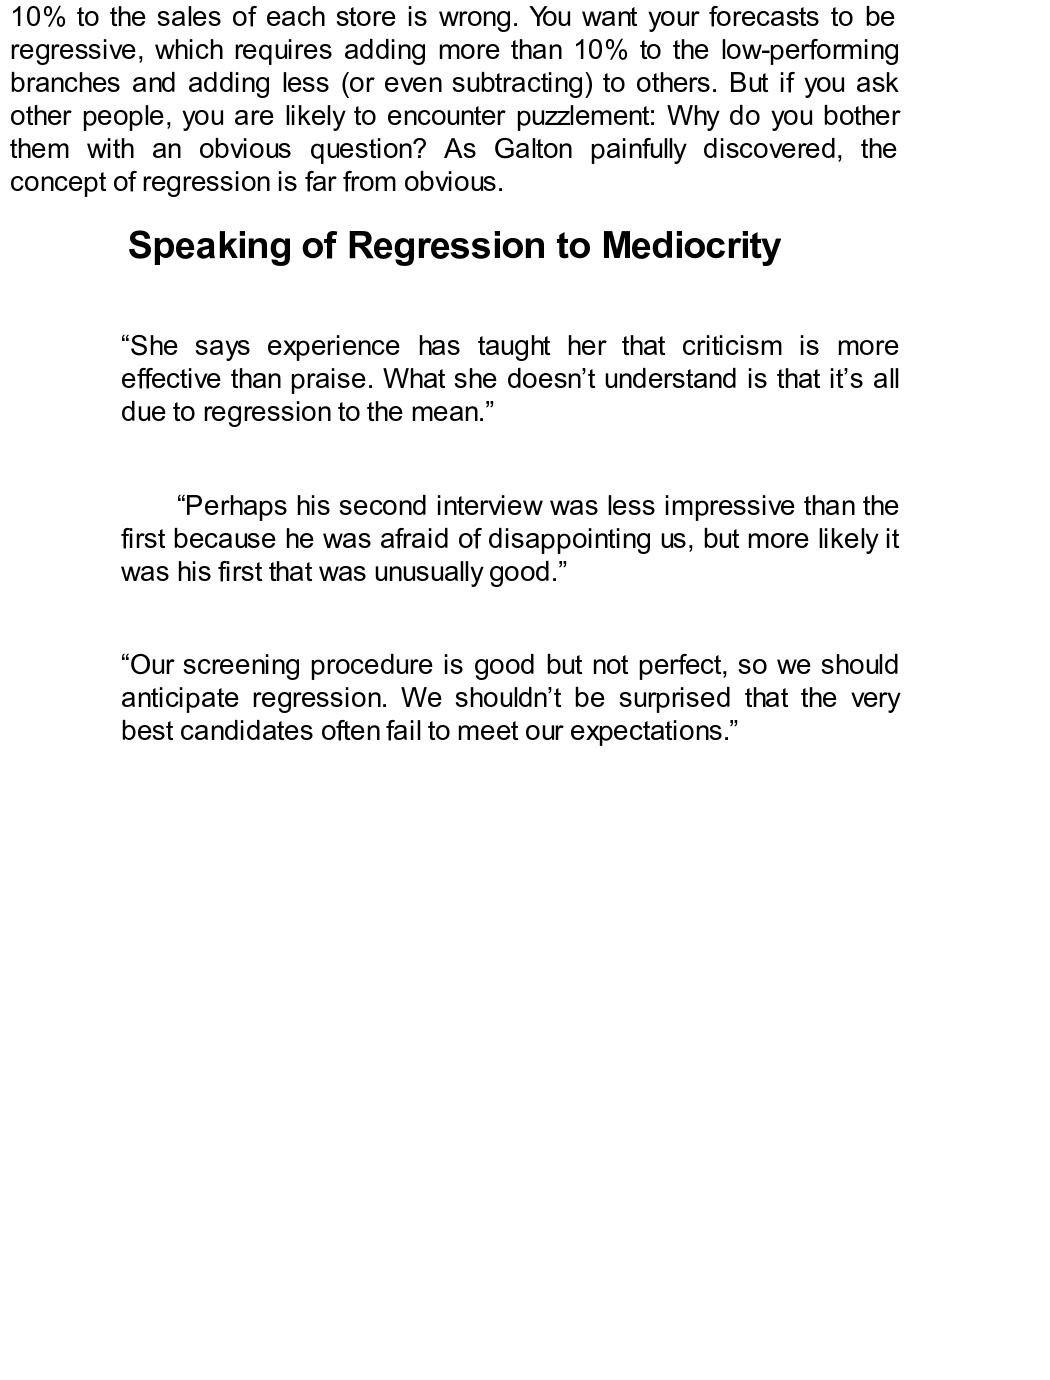 10% to the sales of each store is wrong. You want your forecasts to be
regressive, which requires adding more than 10% to the low-performing
branches and adding less (or even subtracting) to others. But if you ask
other people, you are likely to encounter puzzlement: Why do you bother
them with an obvious question? As Galton painfully discovered, the
concept of regression is far from obvious.
Speaking of Regression to Mediocrity
“She says experience has taught her that criticism is more
effective than praise. What she doesn’t understand is that it’s all
due to regression to the mean.”
“Perhaps his second interview was less impressive than the
first because he was afraid of disappointing us, but more likely it
was his first that was unusually good.”
“Our screening procedure is good but not perfect, so we should
anticipate regression. We shouldn’t be surprised that the very
best candidates often fail to meet our expectations.”